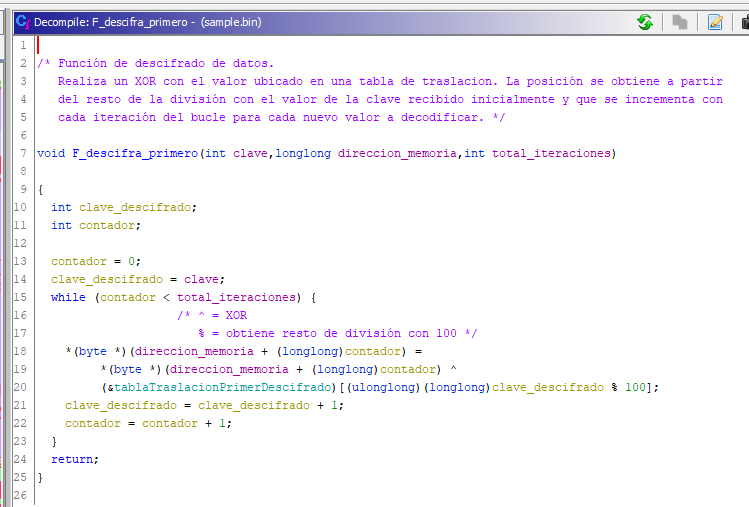 Decompile: F_descifra_primero - (sample.bin)
1
2 /* Función de descifrado de datos.
3 Realiza un XOR con el valor ubicado en una tabla de traslacion. La posición se obtiene a partir
4 del resto de la división con el valor de la clave recibido inicialmente y que se incrementa con
5 cada iteración del bucle para cada nuevo valor a decodificar. */
6
7 void F_descifra_primero(int clave,longlong direccion_memoria,int total_iteraciones)
8
9 {
10 int clave_descifrado;
11 int contador;
12
13 contador = 0;
14 clave_descifrado = clave;
15 while (contador < total_iteraciones) {
16 /* ^ = XOR
17 % = obtiene resto de división con 100 */
18 *(byte *)(direccion_memoria + (longlong)contador) =
19 *(byte *)(direccion_memoria + (longlong)contador) ^
20 (&tablaTraslacionPrimerDescifrado)[(ulonglong)(longlong)clave_descifrado % 100];
21 clave_descifrado = clave_descifrado + 1;
22 contador = contador + 1;
23 }
24 return;
25 }
26